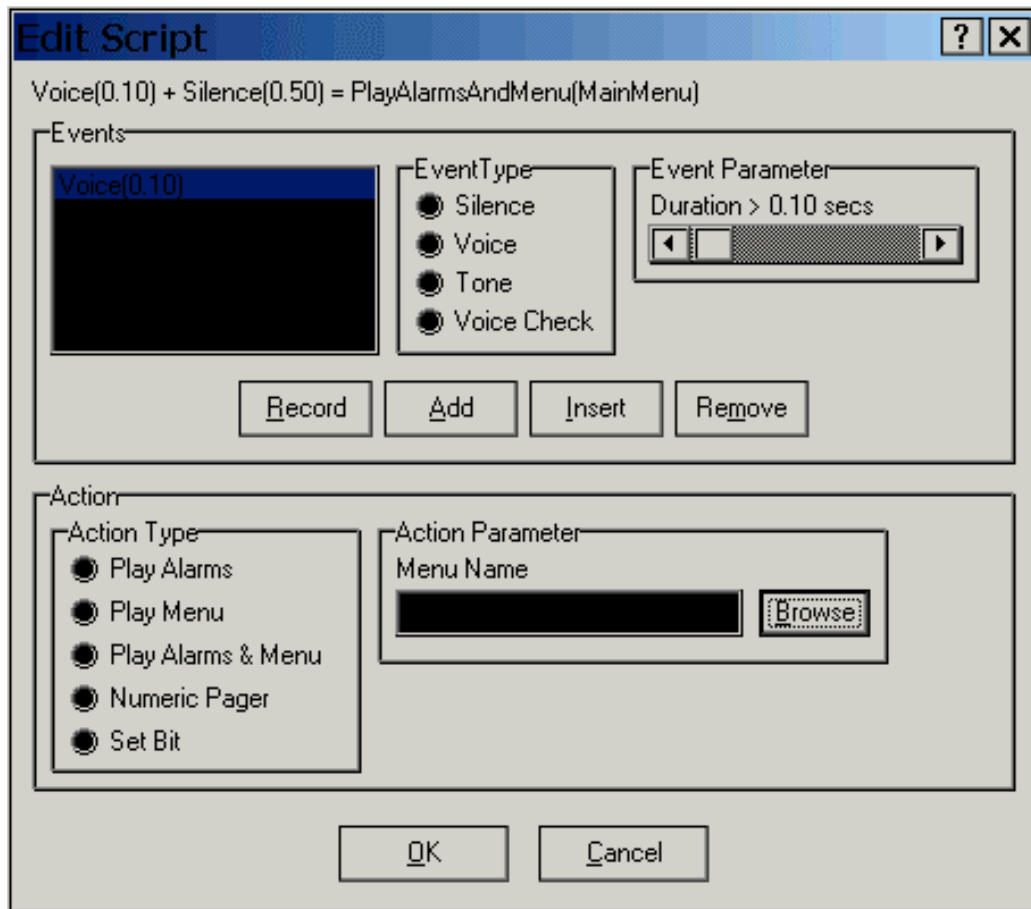 Edit Script
Voice(0.10) + Silence(0.50) = PlayAlarmsAndMenu(MainMenu)
Events
Voice(0.10)
EventType
Silence
Voice
Tone
Voice Check
Event Parameter
Duration > 0.10 secs
Record Add Insert Remove
Action
Action Type
Play Alarms
Play Menu
Play Alarms & Menu
Numeric Pager
Set Bit
Action Parameter
Menu Name
Browse
OK Cancel